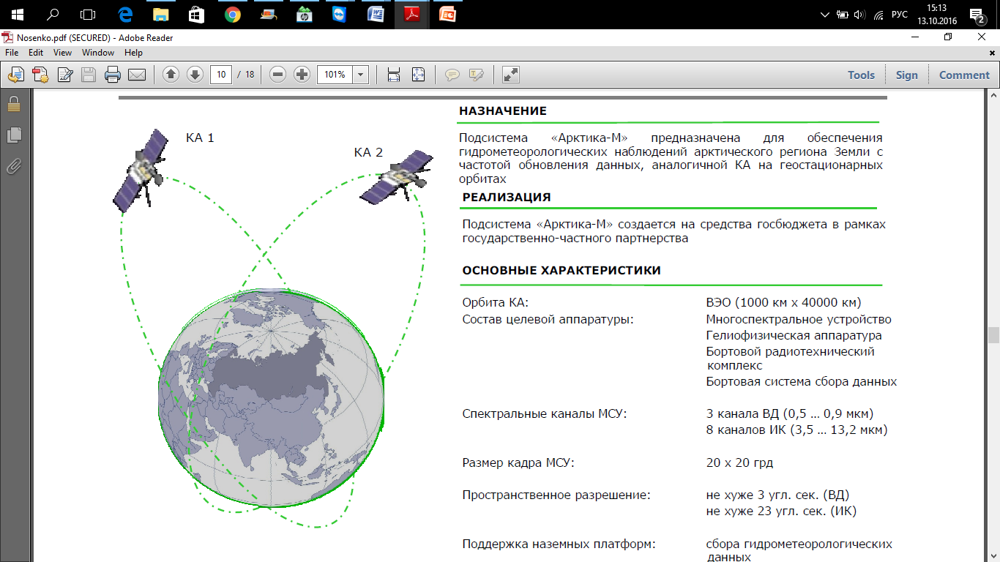 15:13
РУС
13.10.2016
2
Nosenko.pdf (SECURED) - Adobe Reader
File Edit View Window Help
10 / 18
101%
Tools Sign Comment
КА 1
КА 2
НАЗНАЧЕНИЕ
Подсистема «Арктика-М» предназначена для обеспечения
гидрометеорологических наблюдений арктического региона Земли с
частотой обновления данных, аналогичной КА на геостационарных
орбитах
РЕАЛИЗАЦИЯ
Подсистема «Арктика-М» создается на средства госбюджета в рамках
государственно-частного партнерства
ОСНОВНЫЕ ХАРАКТЕРИСТИКИ
Орбита КА: ВЭО (1000 км х 40000 км)
Состав целевой аппаратуры: Многоспектральное устройство
Гелиофизическая аппаратура
Бортовой радиотехнический
комплекс
Бортовая система сбора данных
Спектральные каналы МСУ: 3 канала ВД (0,5 … 0,9 мкм)
8 каналов ИК (3,5 … 13,2 мкм)
Размер кадра МСУ: 20 х 20 грд
Пространственное разрешение: не хуже 3 угл. сек. (ВД)
не хуже 23 угл. сек. (ИК)
Поддержка наземных платформ: сбора гидрометеорологических
данных